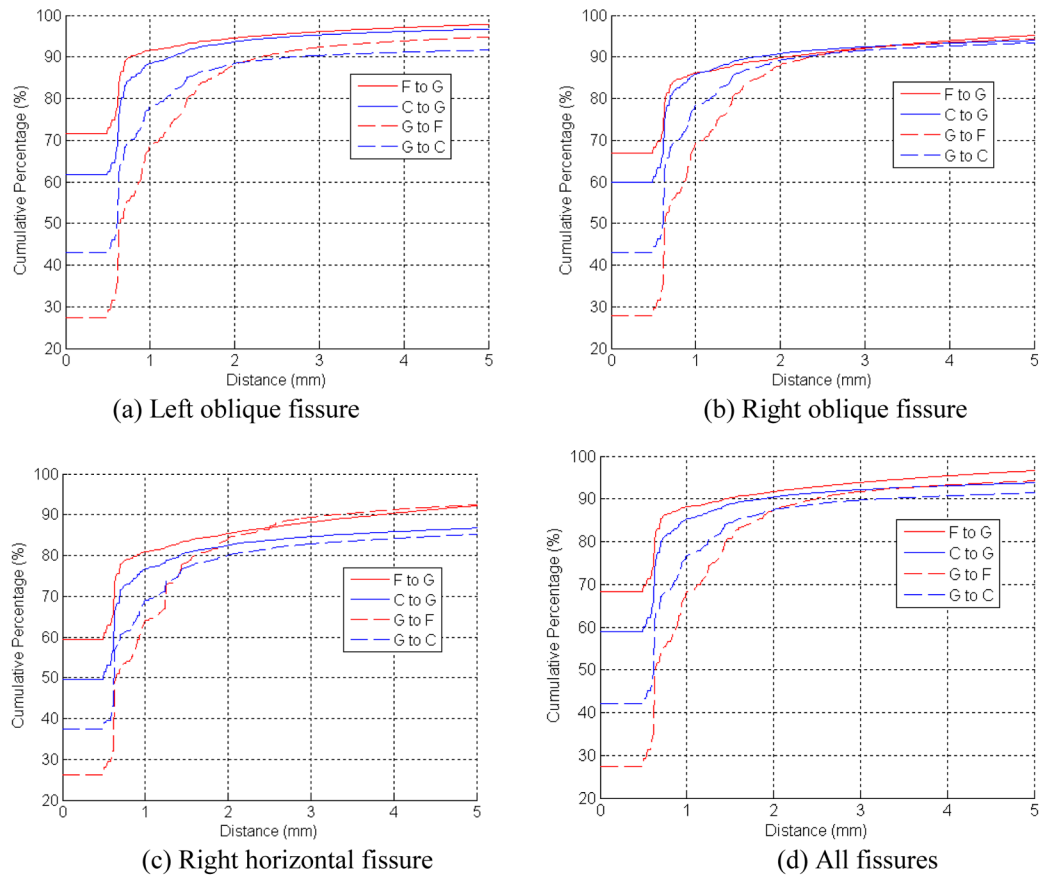 100
90
80
70
60
50
40
30
20
Cumulative Percentage (%)
F to G
C to G
G to F
G to C
0 1 2 3 4 5
Distance (mm)
(a) Left oblique fissure
100
90
80
70
60
50
40
30
20
Cumulative Percentage (%)
F to G
C to G
G to F
G to C
0 1 2 3 4 5
Distance (mm)
(b) Right oblique fissure
100
90
80
70
60
50
40
30
20
Cumulative Percentage (%)
F to G
C to G
G to F
G to C
0 1 2 3 4 5
Distance (mm)
(c) Right horizontal fissure
100
90
80
70
60
50
40
30
20
Cumulative Percentage (%)
F to G
C to G
G to F
G to C
0 1 2 3 4 5
Distance (mm)
(d) All fissures